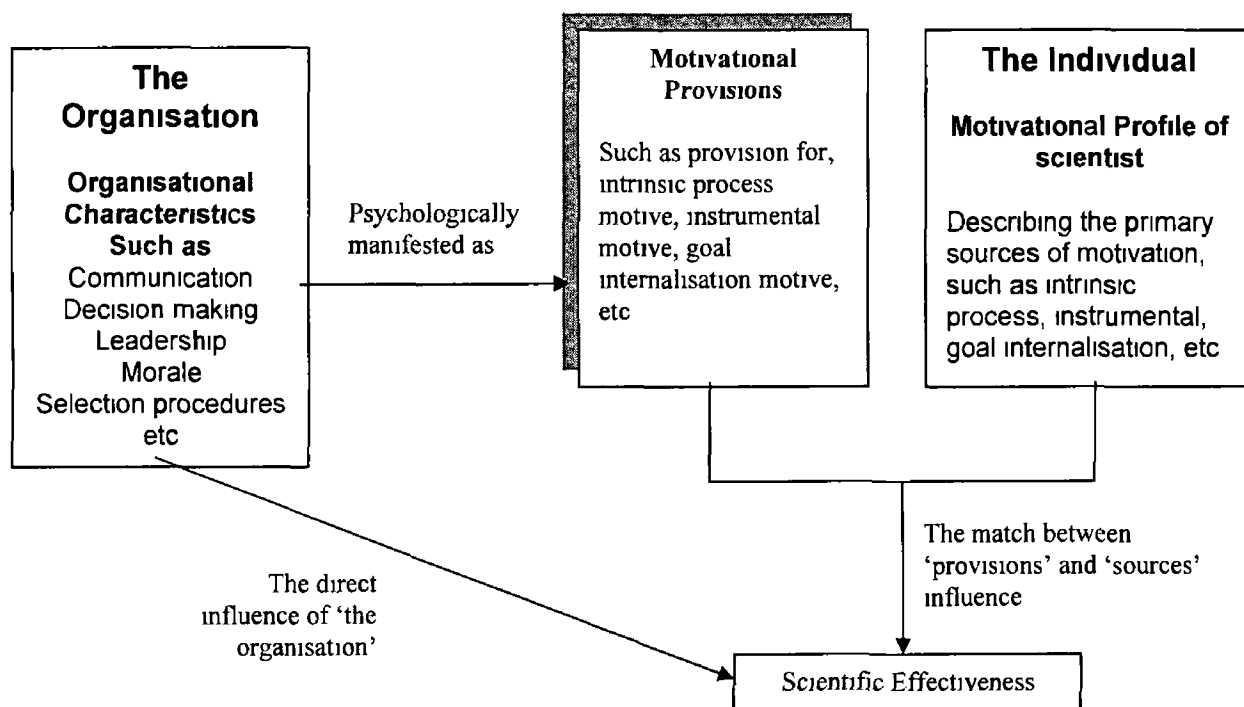 The
Organisation
Organisational
Characteristics
Such as
Communication
Decision making
Leadership
Morale
Selection procedures
etc
Psychologically
manifested as
Motivational
Provisions
Such as provision for,
intrinsic process
motive, instrumental
motive, goal
internalisation motive,
etc
The Individual
Motivational Profile of
scientist
Describing the primary
sources of motivation,
such as intrinsic
process, instrumental,
goal internalisation, etc
The direct
influence of ‘the
organisation’
The match between
‘provisions’ and ‘sources’
influence
Scientific Effectiveness